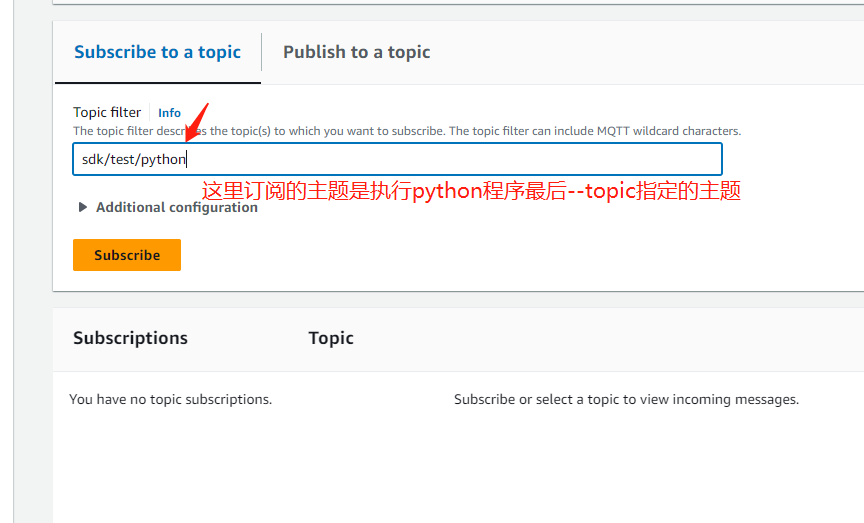 Subscribe to a topic
Publish to a topic
Topic filter
Info
The topic filter describes the topic(s) to which you want to subscribe. The topic filter can include MQTT wildcard characters.
sdk/test/python
这里订阅的主题是执行python程序最后--topic指定的主题
Additional configuration
Subscribe
Subscriptions
Topic
You have no topic subscriptions.
Subscribe or select a topic to view incoming messages.